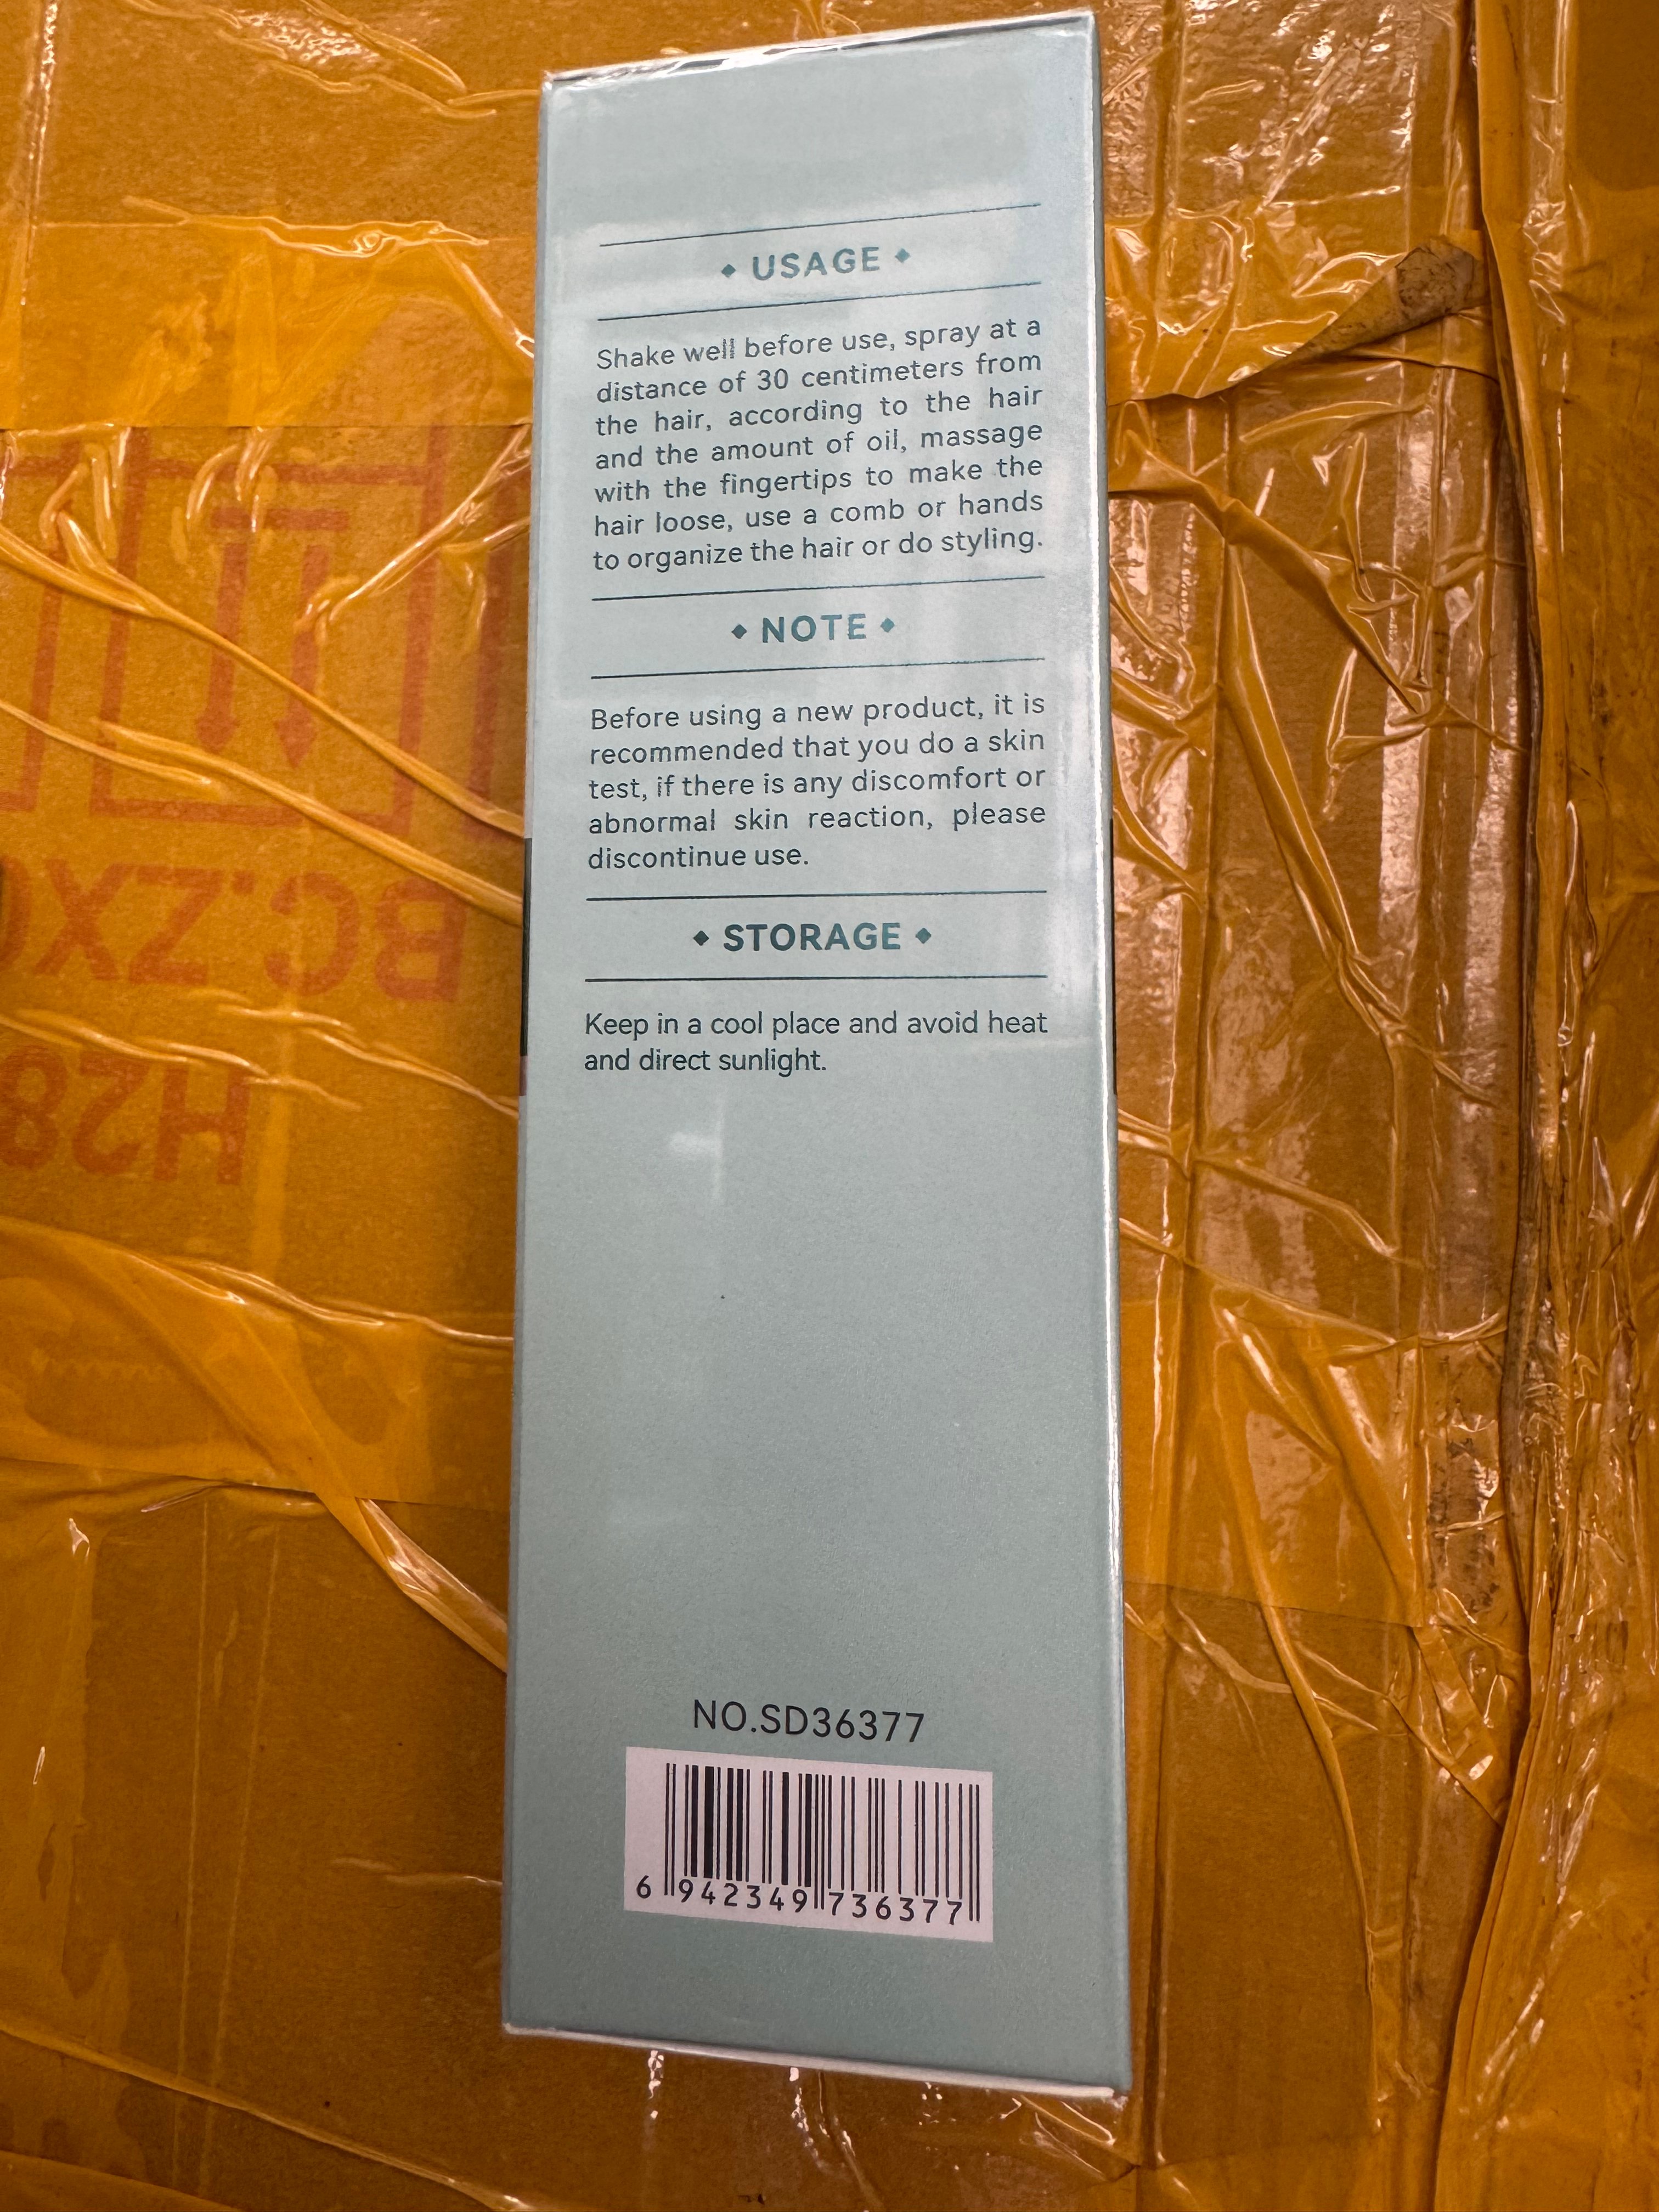 ◆ USAGE ◆
Shake well before use, spray at a
distance of 30 centimeters from
the hair, according to the hair
and the amount of oil, massage
with the fingertips to make the
hair loose, use a comb or hands
to organize the hair or do styling.
◆ NOTE ◆
Before using a new product, it is
recommended that you do a skin
test, if there is any discomfort or
abnormal skin reaction, please
discontinue use.
◆ STORAGE ◆
Keep in a cool place and avoid heat
and direct sunlight.
NO.SD36377
6 942349 736377